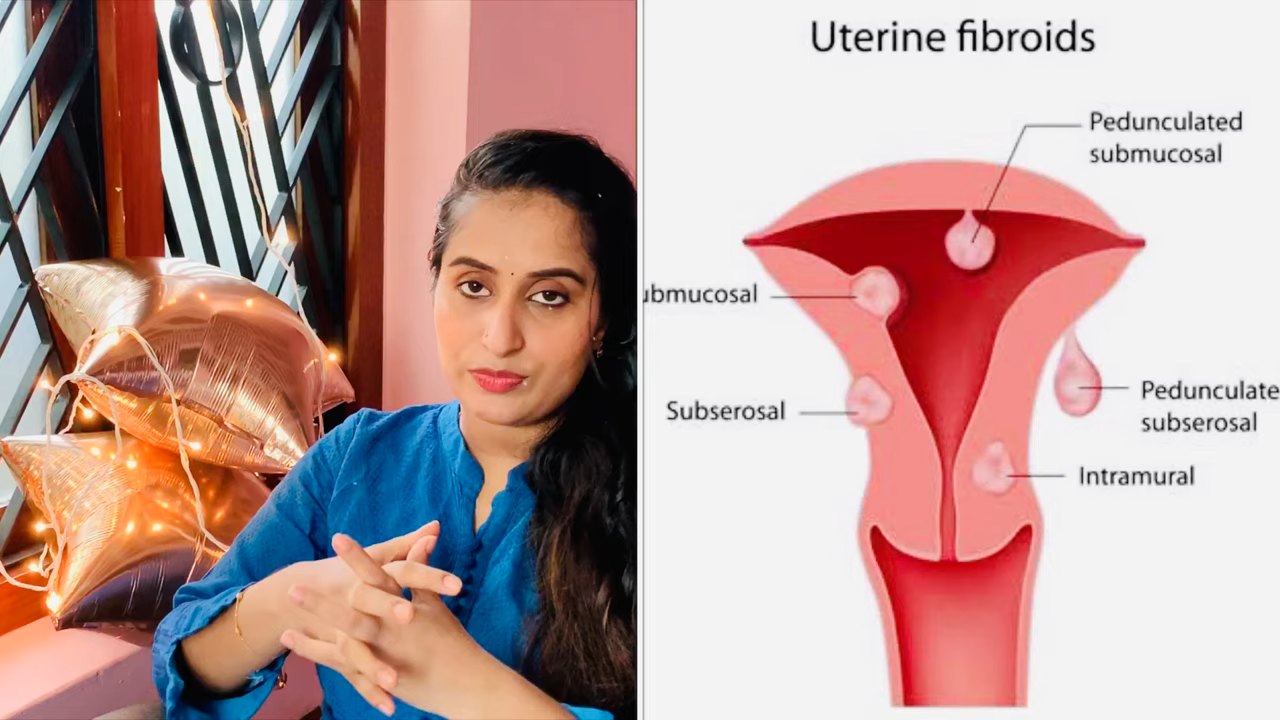 Uterine fibroids
Pedunculated
submucosal
ubmucosal
Subserosal
Pedunculate
subserosal
Intramural